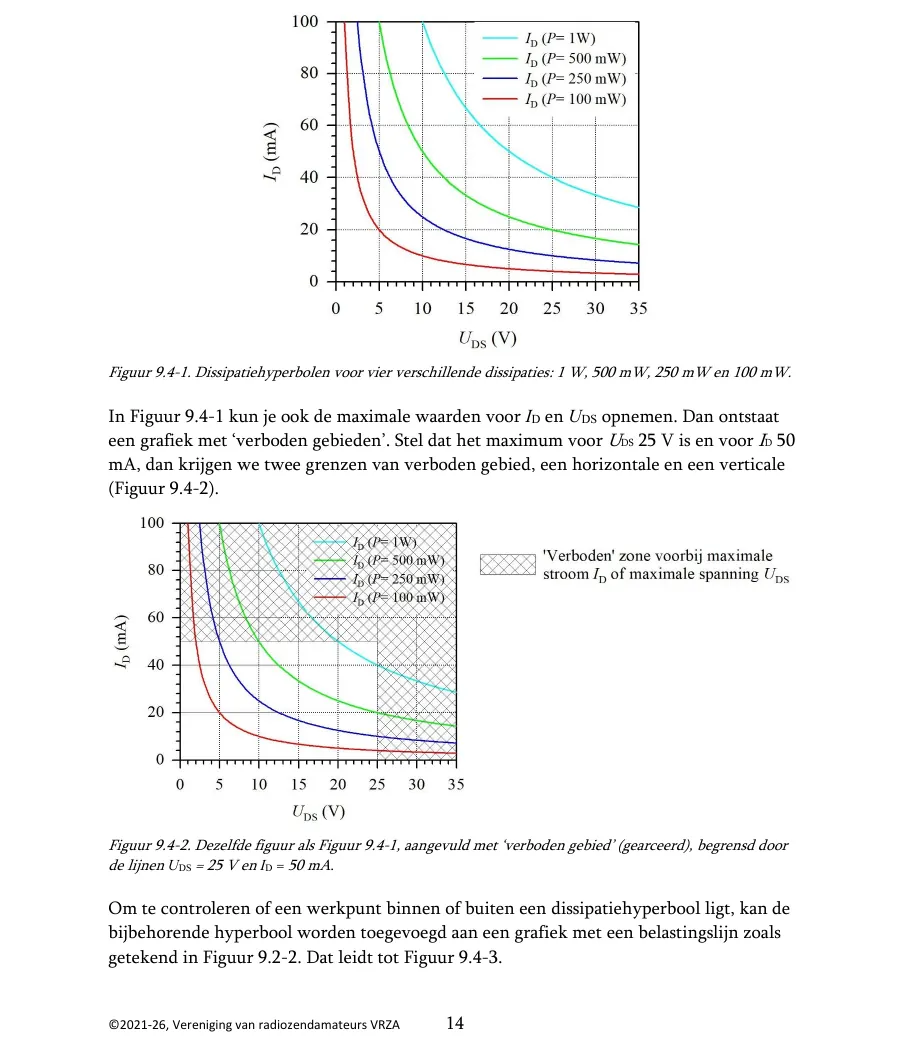 100
80
60
40
20
0
I_D (mA)
I_D (P= 1W)
I_D (P= 500 mW)
I_D (P= 250 mW)
I_D (P= 100 mW)
0 5 10 15 20 25 30 35
U_DS (V)
Figuur 9.4-1. Dissipatiehyperbolen voor vier verschillende dissipaties: 1 W, 500 mW, 250 mW en 100 mW.
In Figuur 9.4-1 kun je ook de maximale waarden voor I_D en U_DS opnemen. Dan ontstaat
een grafiek met ‘verboden gebieden’. Stel dat het maximum voor U_DS 25 V is en voor I_D 50
mA, dan krijgen we twee grenzen van verboden gebied, een horizontale en een verticale
(Figuur 9.4-2).
100
80
60
40
20
0
I_D (mA)
I_D (P= 1W)
I_D (P= 500 mW)
I_D (P= 250 mW)
I_D (P= 100 mW)
0 5 10 15 20 25 30 35
U_DS (V)
'Verboden' zone voorbij maximale
stroom I_D of maximale spanning U_DS
Figuur 9.4-2. Dezelfde figuur als Figuur 9.4-1, aangevuld met ‘verboden gebied’ (gearceerd), begrensd door
de lijnen U_DS = 25 V en I_D = 50 mA.
Om te controleren of een werkpunt binnen of buiten een dissipatiehyperbool ligt, kan de
bijbehorende hyperbool worden toegevoegd aan een grafiek met een belastingslijn zoals
getekend in Figuur 9.2-2. Dat leidt tot Figuur 9.4-3.
©2021-26, Vereniging van radiozendamateurs VRZA 14